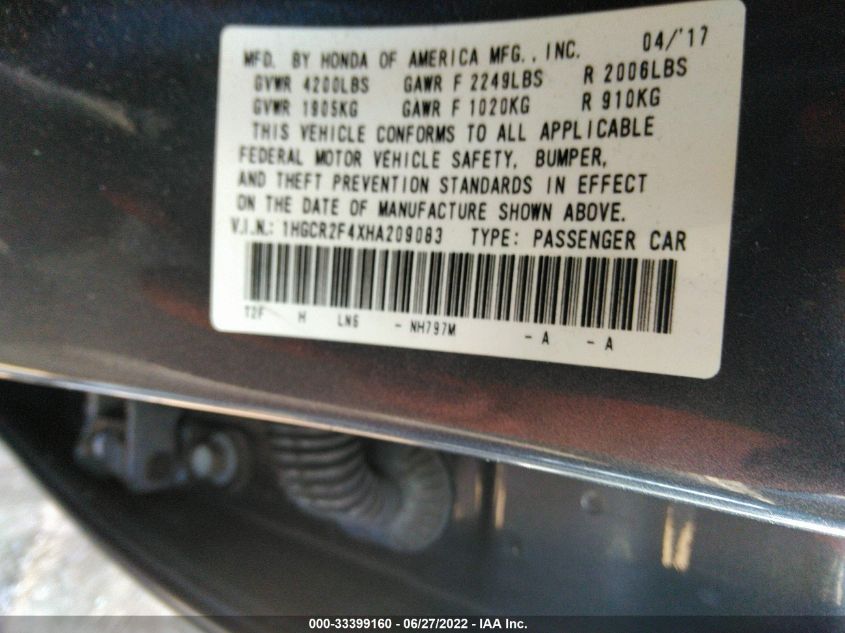 MFD. BY HONDA OF AMERICA MFG., INC. 04/'17
GVWR 4200LBS GAWR F 2249LBS R 2006LBS
GVWR 1905KG GAWR F 1020KG R 910KG
THIS VEHICLE CONFORMS TO ALL APPLICABLE
FEDERAL MOTOR VEHICLE SAFETY, BUMPER,
AND THEFT PREVENTION STANDARDS IN EFFECT
ON THE DATE OF MANUFACTURE SHOWN ABOVE.
V.I.N.: 1HGCR2F4XHA209083 TYPE: PASSENGER CAR
T2F H LN6 - NH797M - A - A
000-33399160 - 06/27/2022 - IAA Inc.